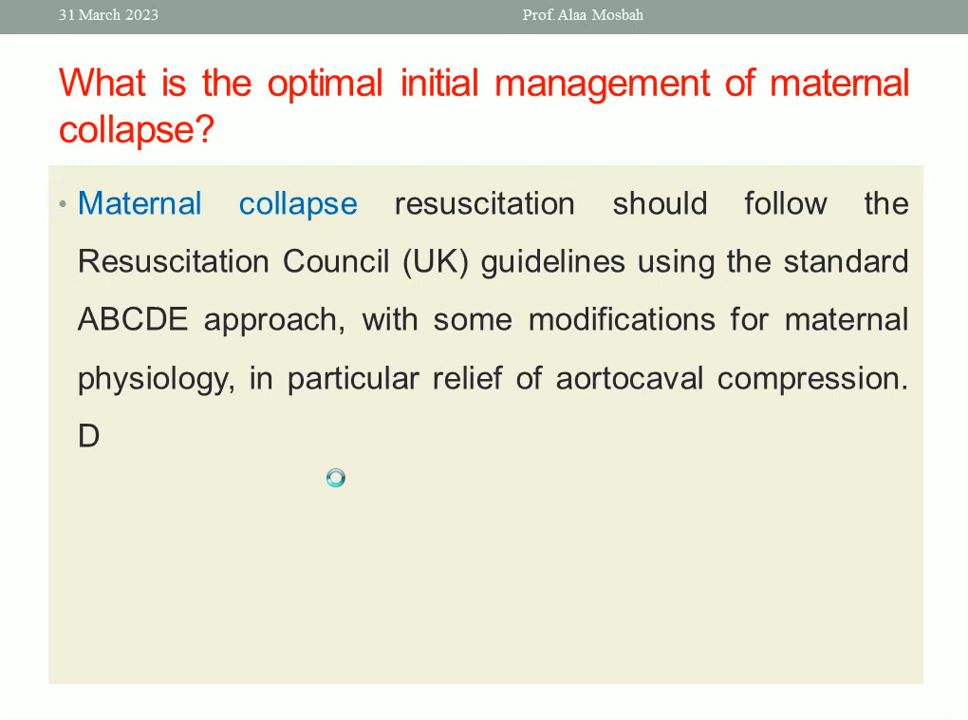 31 March 2023
Prof. Alaa Mosbah
What is the optimal initial management of maternal
collapse?
• Maternal collapse resuscitation should follow the
Resuscitation Council (UK) guidelines using the standard
ABCDE approach, with some modifications for maternal
physiology, in particular relief of aortocaval compression.
D